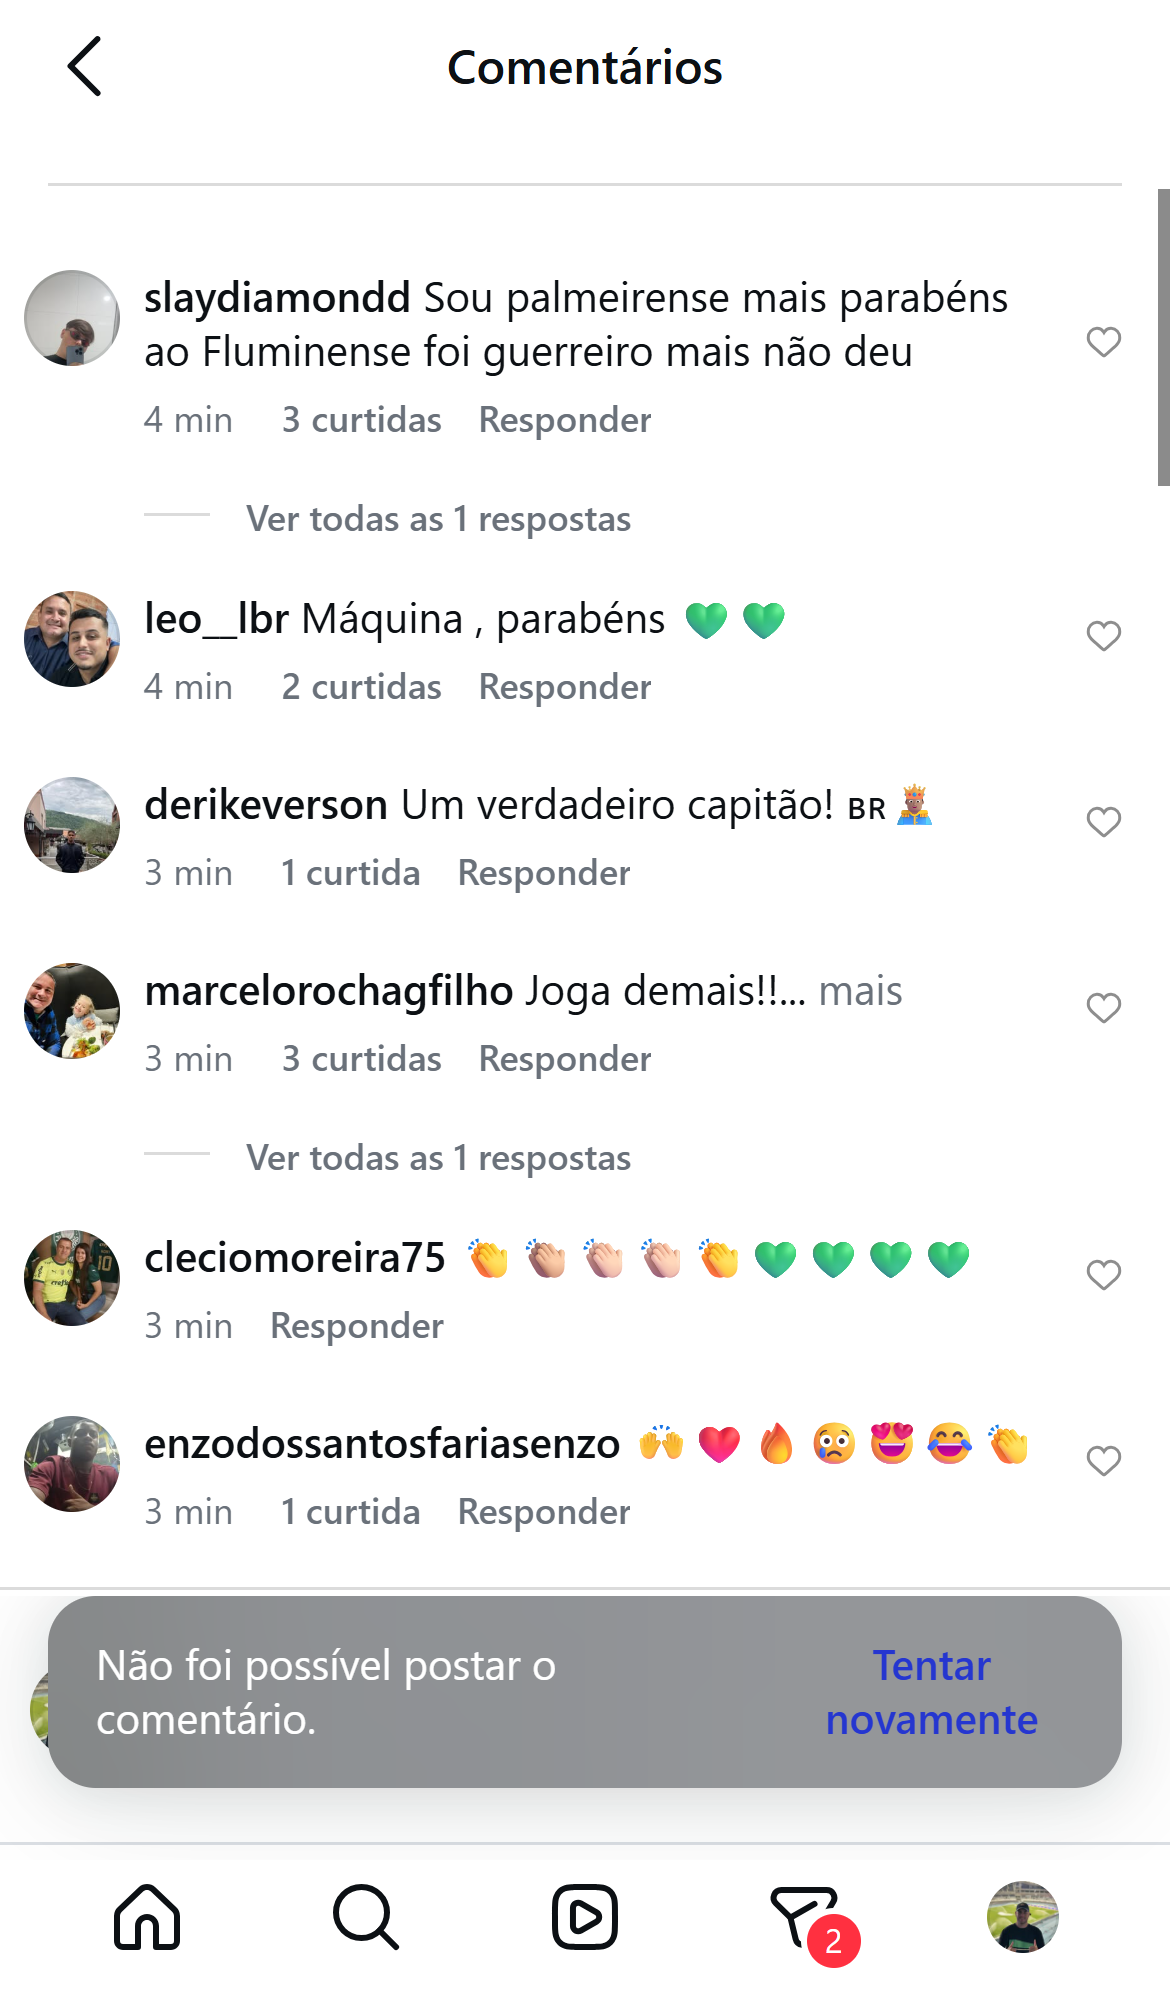 Comentários
slaydiamondd Sou palmeirense mais parabéns
ao Fluminense foi guerreiro mais não deu
4 min 3 curtidas Responder
Ver todas as 1 respostas
leo__lbr Máquina , parabéns 💚 💚
4 min 2 curtidas Responder
derikeverson Um verdadeiro capitão! BR 🤴🏽
3 min 1 curtida Responder
marcelorochagfilho Joga demais!!... mais
3 min 3 curtidas Responder
Ver todas as 1 respostas
cleciomoreira75 👏 👏🏽 👏🏻 👏🏻 👏 💚 💚 💚 💚
3 min Responder
enzodossantosfariasenzo 🙌 ❤️ 🔥 😢 😍 😂 👏
3 min 1 curtida Responder
Não foi possível postar o
comentário.
Tentar
novamente
2